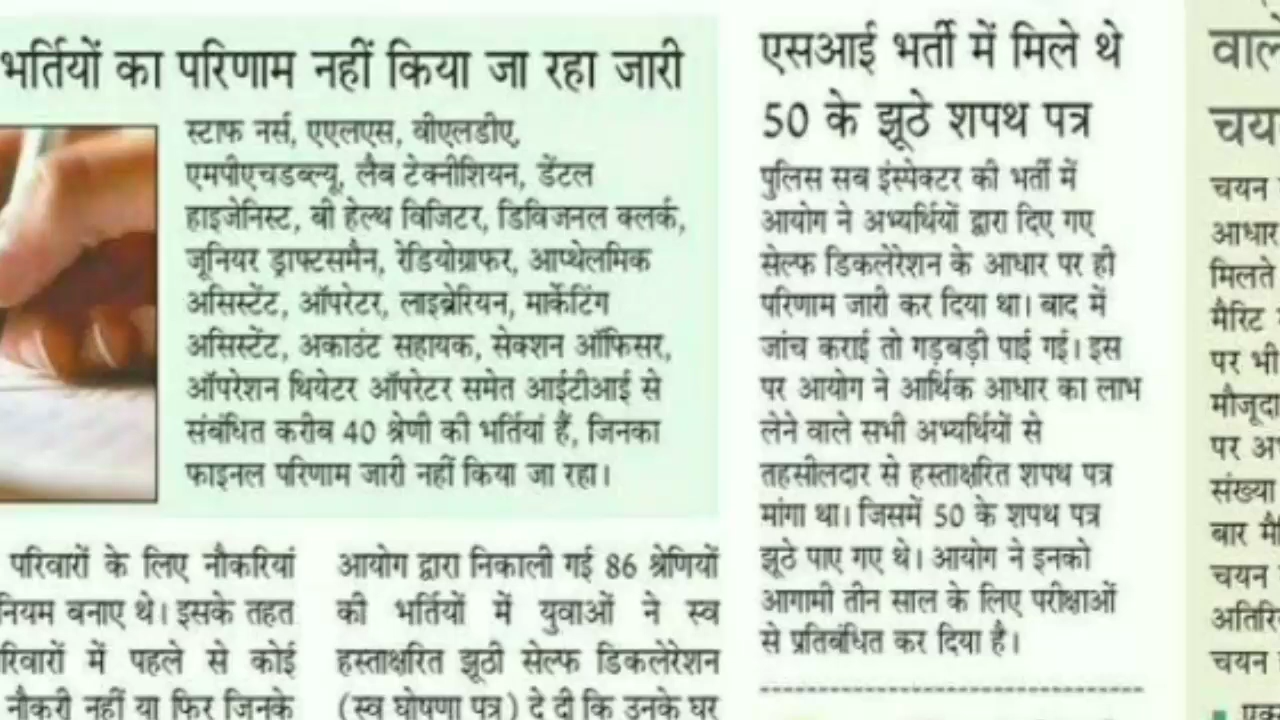 भर्तियों का परिणाम नहीं किया जा रहा जारी
स्टाफ नर्स, एएलएस, वीएलडीए,
एमपीएचडब्ल्यू, लैब टेक्नीशियन, डेंटल
हाइजेनिस्ट, बी हेल्थ विजिटर, डिविजनल क्लर्क,
जूनियर ड्राफ्टसमैन, रेडियोग्राफर, आप्थेलमिक
असिस्टेंट, ऑपरेटर, लाइब्रेरियन, मार्केटिंग
असिस्टेंट, अकाउंट सहायक, सेक्शन ऑफिसर,
ऑपरेशन थियेटर ऑपरेटर समेत आईटीआई से
संबंधित करीब 40 श्रेणी की भर्तियां हैं, जिनका
फाइनल परिणाम जारी नहीं किया जा रहा।
परिवारों के लिए नौकरियां
नियम बनाए थे। इसके तहत
रिवारों में पहले से कोई
नौकरी नहीं या फिर जिनके
आयोग द्वारा निकाली गई 86 श्रेणियों
की भर्तियों में युवाओं ने स्व
हस्ताक्षरित झूठी सेल्फ डिकलेरेशन
(स्व घोषणा पत्र) दे दी कि उनके घर
एसआई भर्ती में मिले थे
50 के झूठे शपथ पत्र
पुलिस सब इंस्पेक्टर की भर्ती में
आयोग ने अभ्यर्थियों द्वारा दिए गए
सेल्फ डिकलेरेशन के आधार पर ही
परिणाम जारी कर दिया था। बाद में
जांच कराई तो गड़बड़ी पाई गई। इस
पर आयोग ने आर्थिक आधार का लाभ
लेने वाले सभी अभ्यर्थियों से
तहसीलदार से हस्ताक्षरित शपथ पत्र
मांगा था। जिसमें 50 के शपथ पत्र
झूठे पाए गए थे। आयोग ने इनको
आगामी तीन साल के लिए परीक्षाओं
से प्रतिबंधित कर दिया है।
चय
चयन
आधार
मिलते
मैरिट
पर भी
मौजूदा
संख्या
बार
चयन
चयन